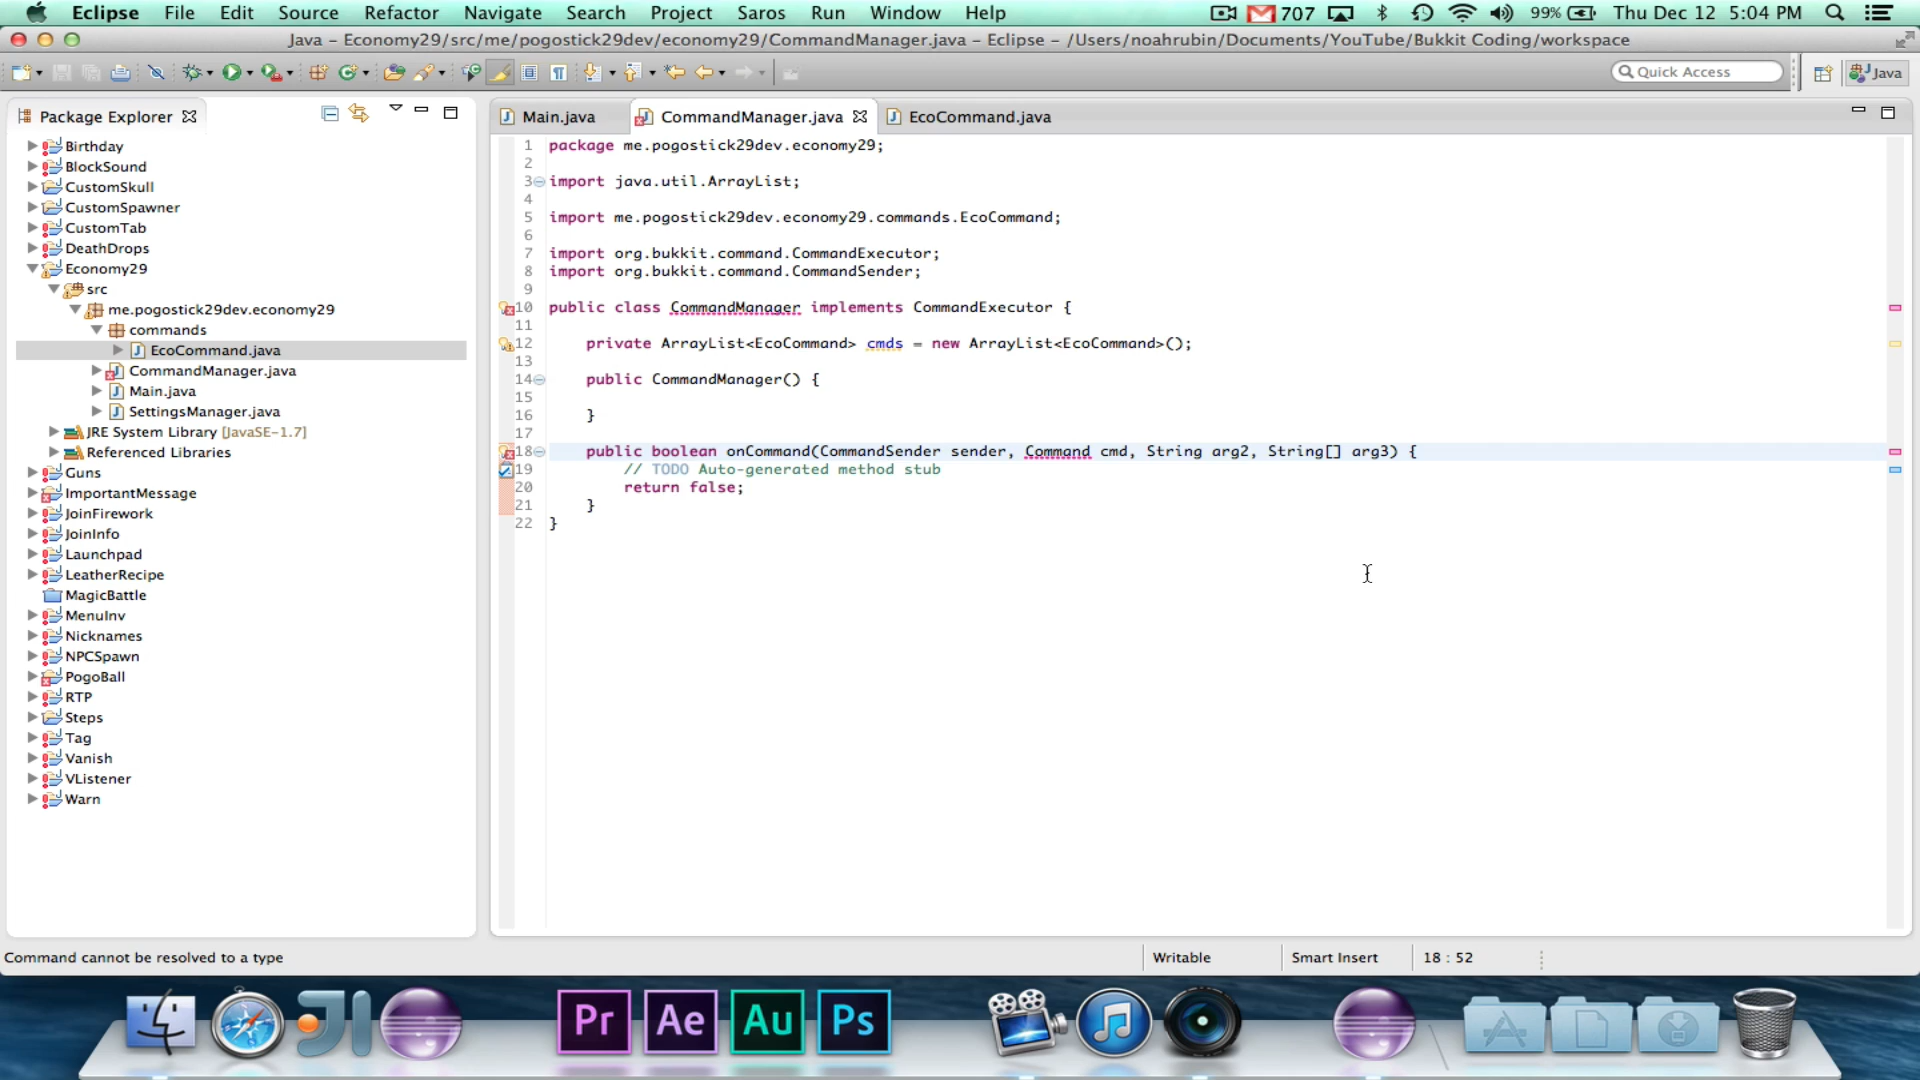 Eclipse File Edit Source Refactor Navigate Search Project Saros Run Window Help 707 99% Thu Dec 12 5:04 PM
Java – Economy29/src/me/pogostick29dev/economy29/CommandManager.java – Eclipse – /Users/noahrubin/Documents/YouTube/Bukkit Coding/workspace
Quick Access Java
Package Explorer
Birthday
BlockSound
CustomSkull
CustomSpawner
CustomTab
DeathDrops
Economy29
src
me.pogostick29dev.economy29
commands
EcoCommand.java
CommandManager.java
Main.java
SettingsManager.java
JRE System Library [JavaSE-1.7]
Referenced Libraries
Guns
ImportantMessage
JoinFirework
JoinInfo
Launchpad
LeatherRecipe
MagicBattle
MenuInv
Nicknames
NPCSpawn
PogoBall
RTP
Steps
Tag
Vanish
VListener
Warn
Main.java CommandManager.java EcoCommand.java
1 package me.pogostick29dev.economy29;
2
3 import java.util.ArrayList;
4
5 import me.pogostick29dev.economy29.commands.EcoCommand;
6
7 import org.bukkit.command.CommandExecutor;
8 import org.bukkit.command.CommandSender;
9
10 public class CommandManager implements CommandExecutor {
11
12 private ArrayList<EcoCommand> cmds = new ArrayList<EcoCommand>();
13
14 public CommandManager() {
15
16 }
17
18 public boolean onCommand(CommandSender sender, Command cmd, String arg2, String[] arg3) {
19 // TODO Auto-generated method stub
20 return false;
21 }
22 }
Command cannot be resolved to a type Writable Smart Insert 18 : 52
Pr Ae Au Ps